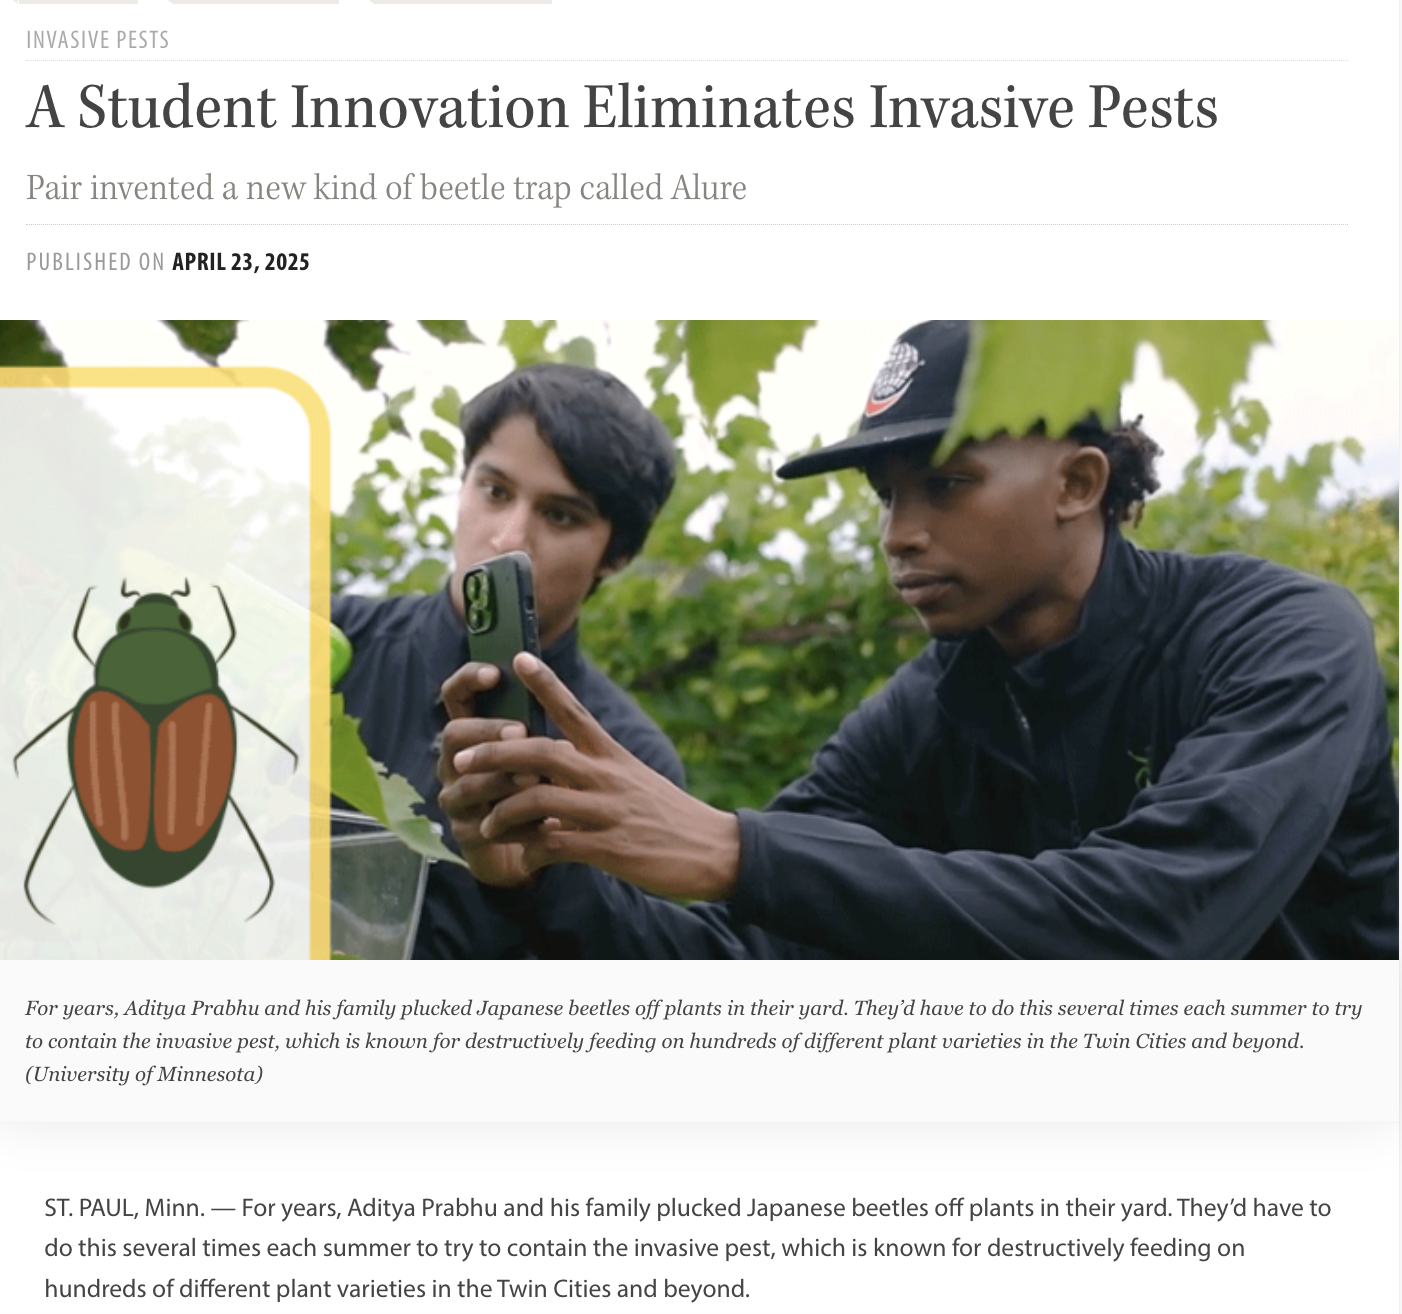 INVASIVE PESTS
A Student Innovation Eliminates Invasive Pests
Pair invented a new kind of beetle trap called Alure
PUBLISHED ON APRIL 23, 2025
For years, Aditya Prabhu and his family plucked Japanese beetles off plants in their yard. They’d have to do this several times each summer to try
to contain the invasive pest, which is known for destructively feeding on hundreds of different plant varieties in the Twin Cities and beyond.
(University of Minnesota)
ST. PAUL, Minn. — For years, Aditya Prabhu and his family plucked Japanese beetles off plants in their yard. They’d have to
do this several times each summer to try to contain the invasive pest, which is known for destructively feeding on
hundreds of different plant varieties in the Twin Cities and beyond.